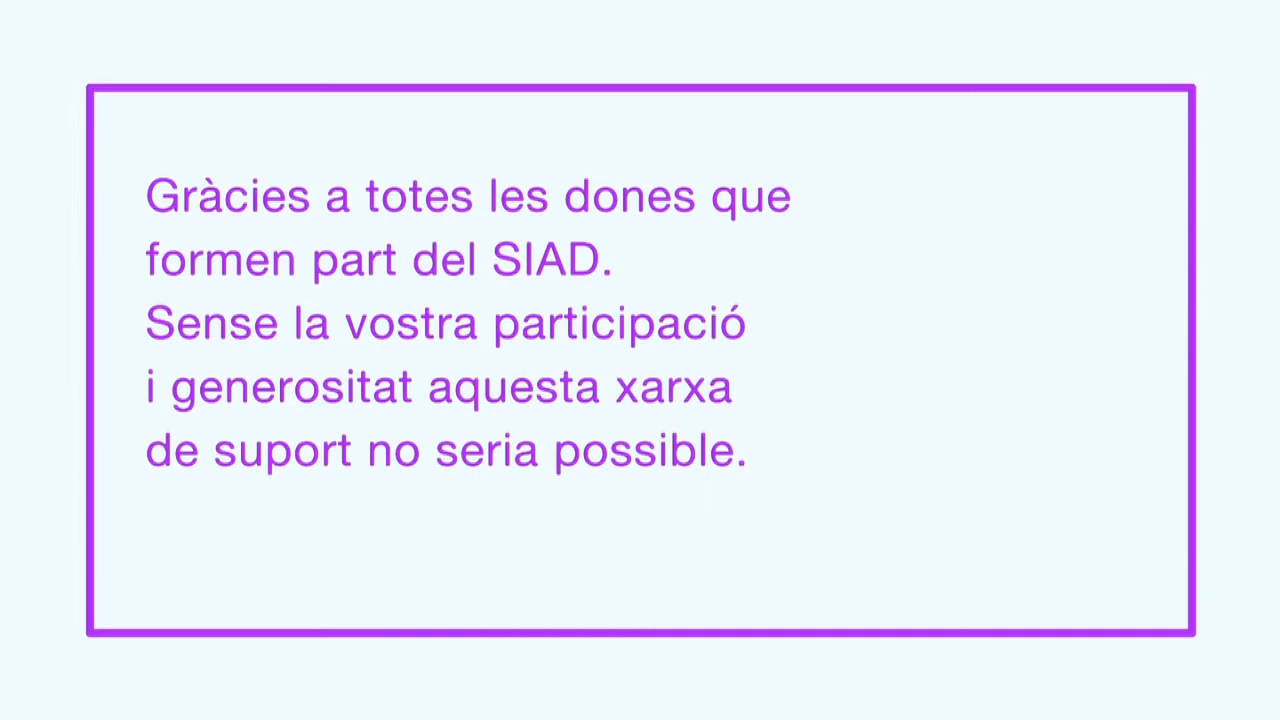 Gràcies a totes les dones que
formen part del SIAD.
Sense la vostra participació
i generositat aquesta xarxa
de suport no seria possible.